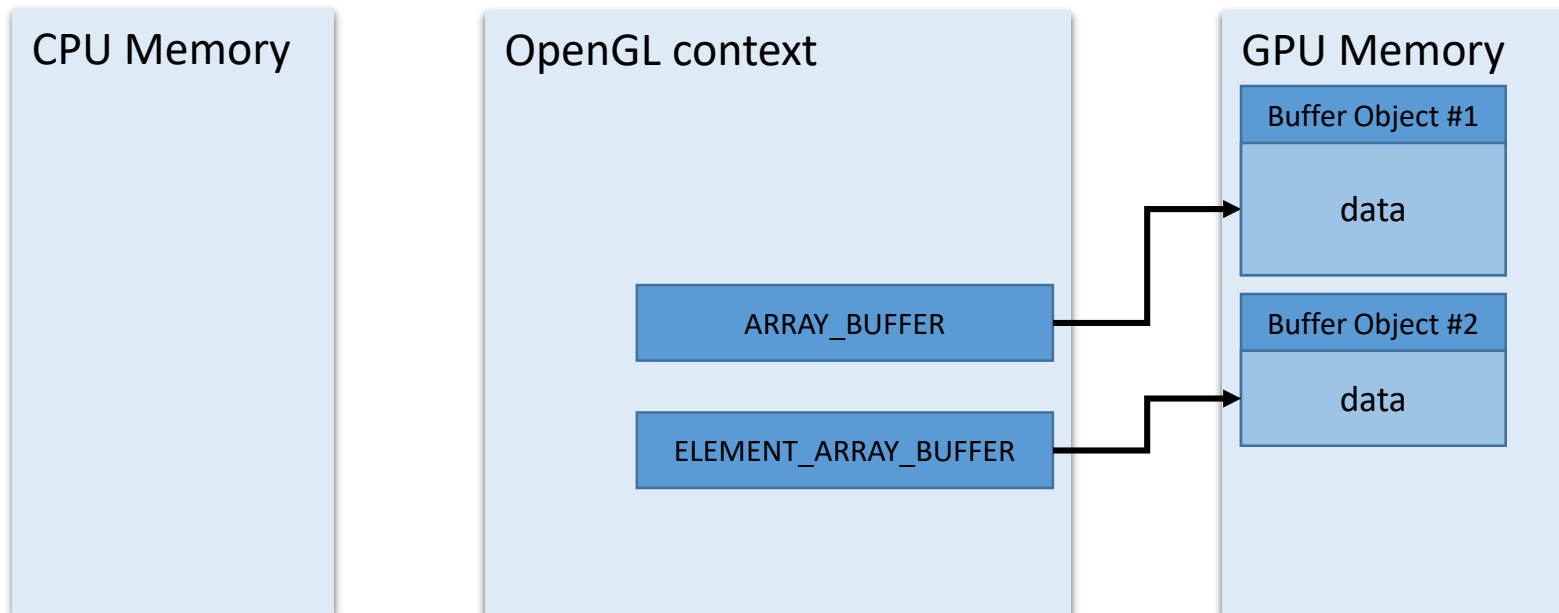 CPU Memory
OpenGL context
GPU Memory
Buffer Object #1
data
ARRAY_BUFFER
Buffer Object #2
data
ELEMENT_ARRAY_BUFFER